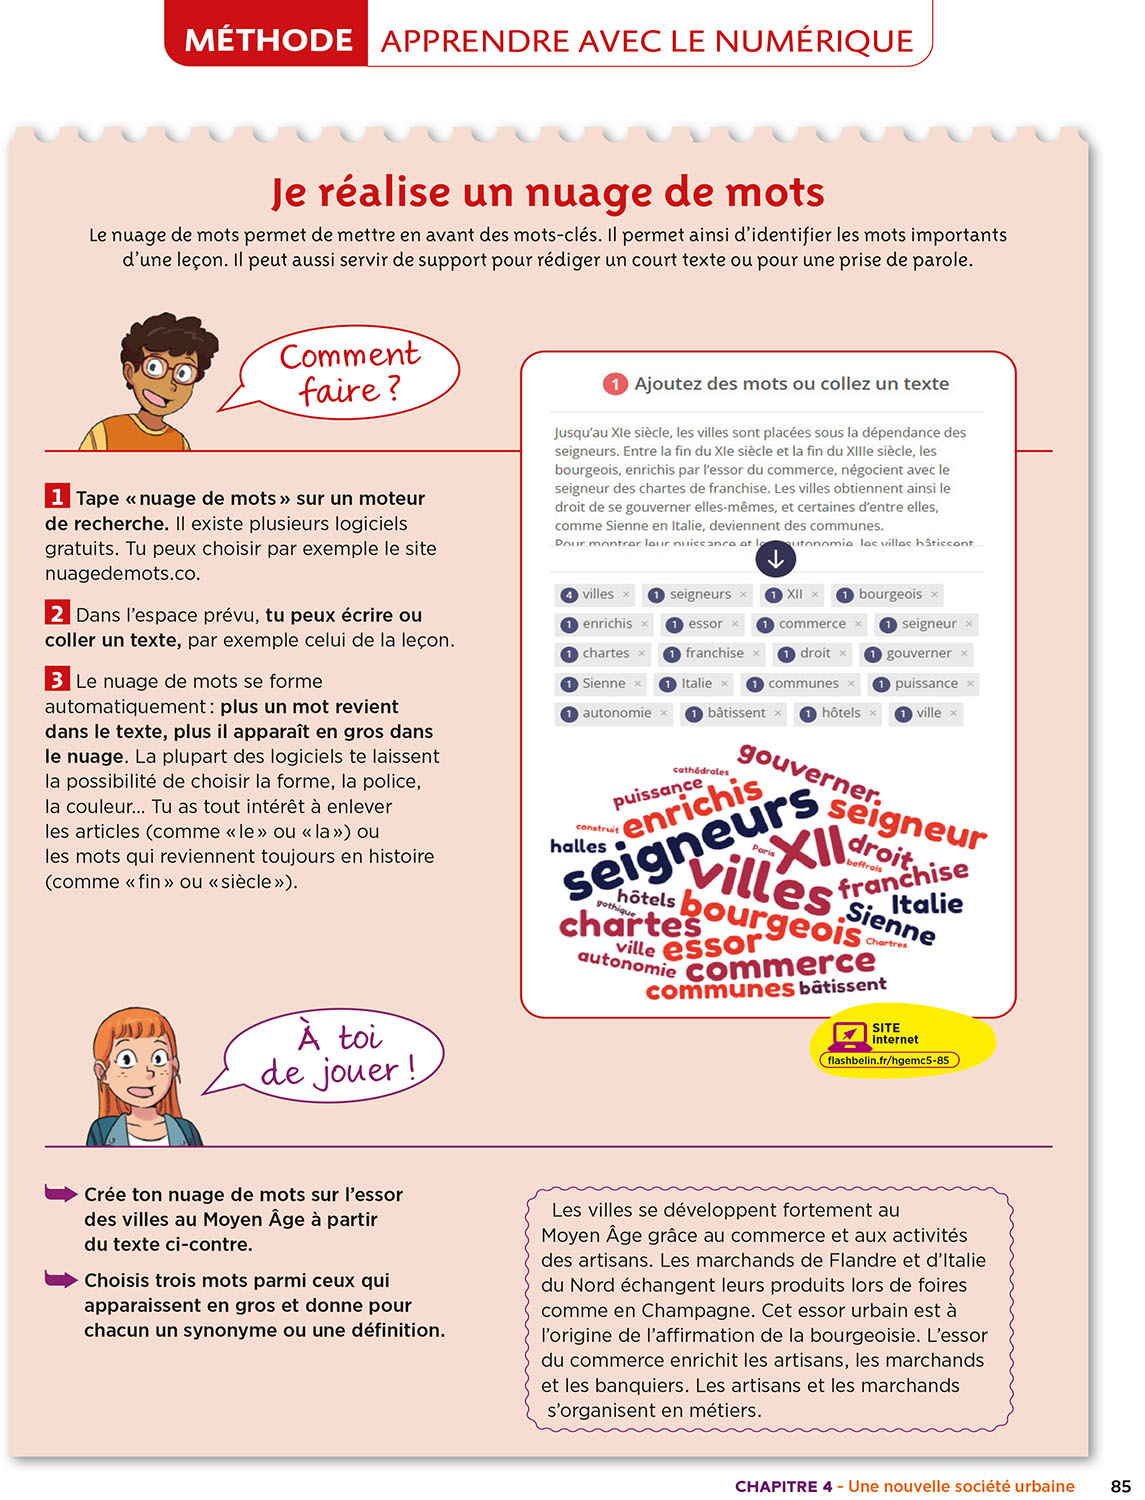 MÉTHODE APPRENDRE AVEC LE NUMÉRIQUE
Je réalise un nuage de mots
Le nuage de mots permet de mettre en avant des mots-clés. Il permet ainsi d'identifier les mots importants
d'une leçon. Il peut aussi servir de support pour rédiger un court texte ou pour une prise de parole.
Comment
faire ?
1 Tape « nuage de mots » sur un moteur
de recherche. Il existe plusieurs logiciels
gratuits. Tu peux choisir par exemple le site
nuagedemots.co.
2 Dans l'espace prévu, tu peux écrire ou
coller un texte, par exemple celui de la leçon.
3 Le nuage de mots se forme
automatiquement : plus un mot revient
dans le texte, plus il apparaît en gros dans
le nuage. La plupart des logiciels te laissent
la possibilité de choisir la forme, la police,
la couleur... Tu as tout intérêt à enlever
les articles (comme « le » ou « la ») ou
les mots qui reviennent toujours en histoire
(comme « fin » ou « siècle »).
1 Ajoutez des mots ou collez un texte
Jusqu'au XIe siècle, les villes sont placées sous la dépendance des
seigneurs. Entre la fin du XIe siècle et la fin du XIIIe siècle, les
bourgeois, enrichis par l'essor du commerce, négocient avec le
seigneur des chartes de franchise. Les villes obtiennent ainsi le
droit de se gouverner elles-mêmes, et certaines d'entre elles,
comme Sienne en Italie, deviennent des communes.
Pour montrer leur puissance et autonomie, les villes bâtissent
4 villes × 1 seigneurs × 1 XII × 1 bourgeois ×
1 enrichis × 1 essor × 1 commerce × 1 seigneur ×
1 chartes × 1 franchise × 1 droit × 1 gouverner ×
1 Sienne × 1 Italie × 1 communes × 1 puissance ×
1 autonomie × 1 bâtissent × 1 hôtels × 1 ville ×
gouverner
cathédrales
puissance
enrichis
seigneurs
seigneur
construit
halles
Paris
XII
droit
beffrois
villes
franchise
hôtels
gothique
bourgeois
Sienne
Italie
chartes
Chartres
ville
essor
autonomie
commerce
communes
bâtissent
SITE
internet
flashbelin.fr/hgemc5-85
À toi
de jouer !
Crée ton nuage de mots sur l'essor
des villes au Moyen Âge à partir
du texte ci-contre.
Choisis trois mots parmi ceux qui
apparaissent en gros et donne pour
chacun un synonyme ou une définition.
Les villes se développent fortement au
Moyen Âge grâce au commerce et aux activités
des artisans. Les marchands de Flandre et d'Italie
du Nord échangent leurs produits lors de foires
comme en Champagne. Cet essor urbain est à
l'origine de l'affirmation de la bourgeoisie. L'essor
du commerce enrichit les artisans, les marchands
et les banquiers. Les artisans et les marchands
s'organisent en métiers.
CHAPITRE 4 - Une nouvelle société urbaine 85